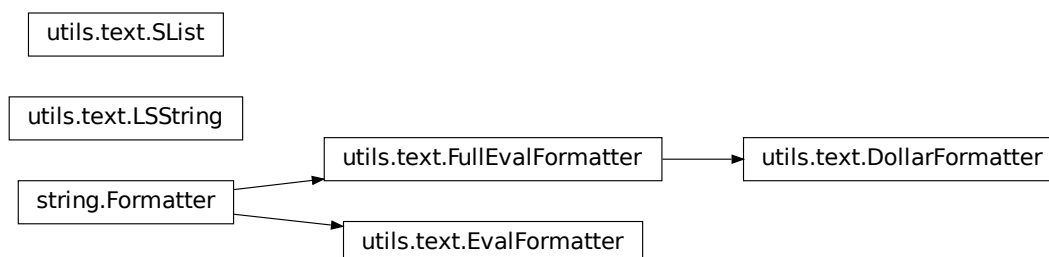 utils.text.SList
utils.text.LSString
utils.text.FullEvalFormatter
utils.text.DollarFormatter
string.Formatter
utils.text.EvalFormatter